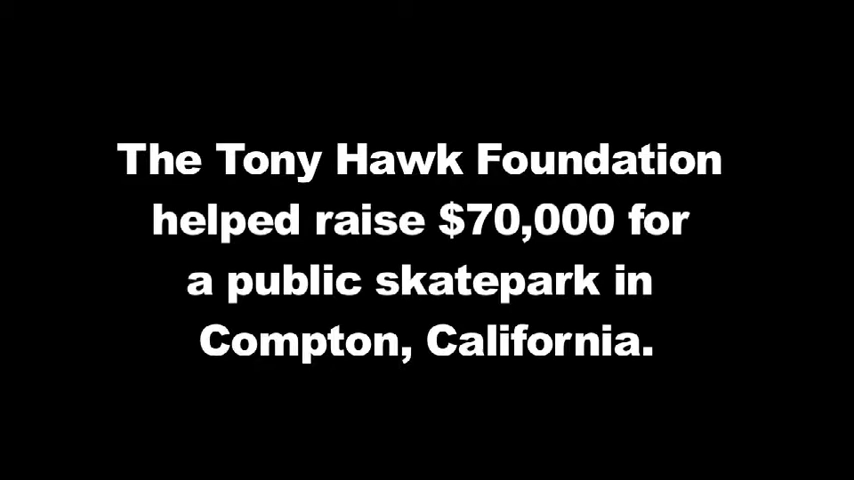 The Tony Hawk Foundation
helped raise $70,000 for
a public skatepark in
Compton, California.